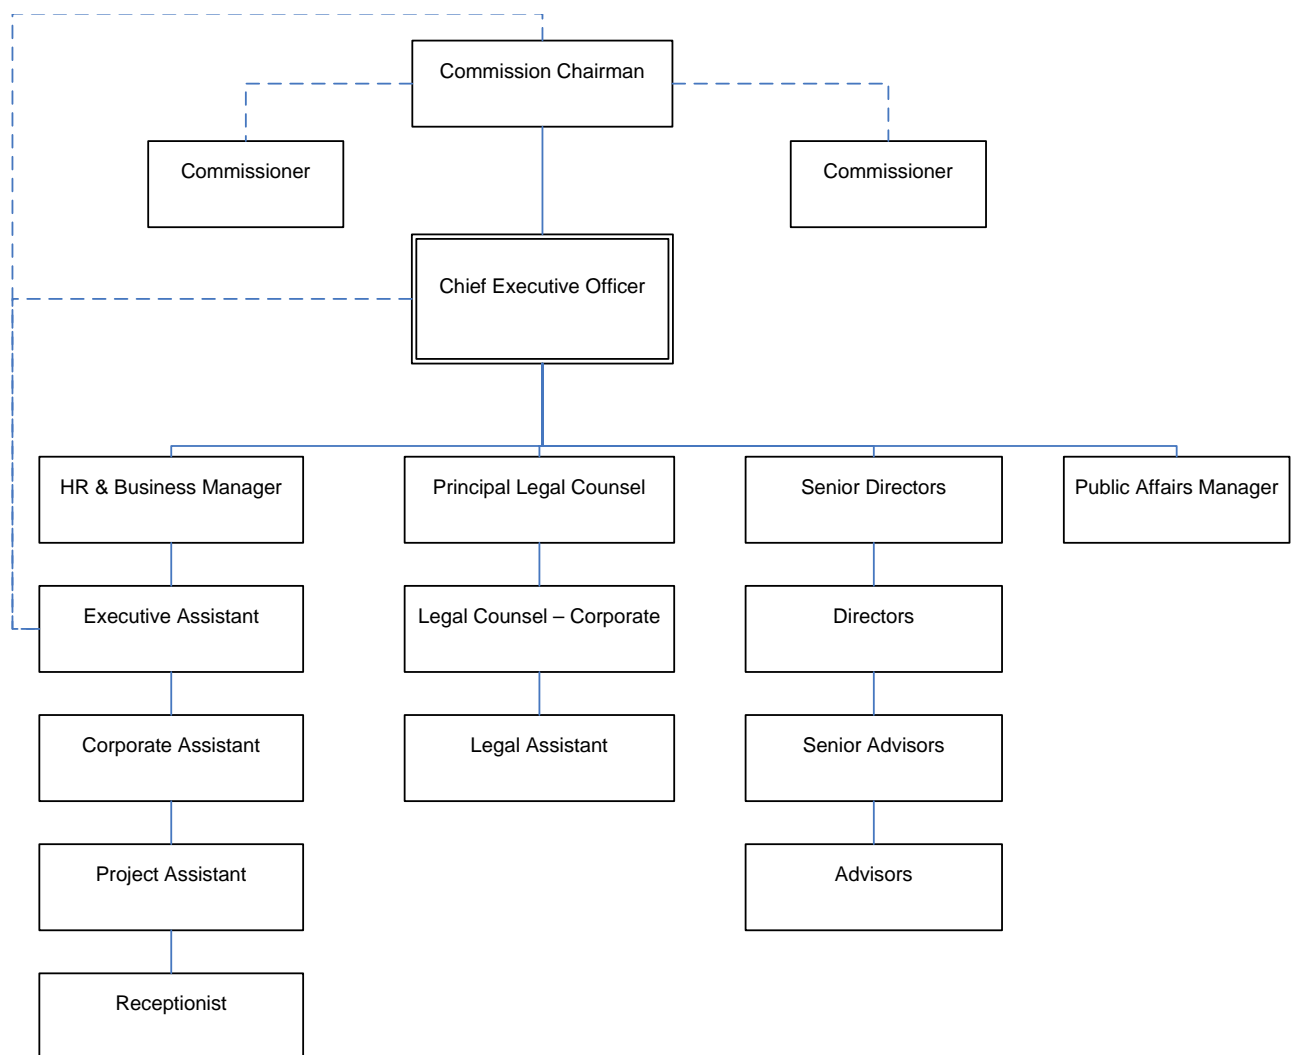 Commission Chairman
Commissioner
Commissioner
Chief Executive Officer
HR & Business Manager
Principal Legal Counsel
Senior Directors
Public Affairs Manager
Executive Assistant
Legal Counsel – Corporate
Directors
Corporate Assistant
Legal Assistant
Senior Advisors
Project Assistant
Advisors
Receptionist